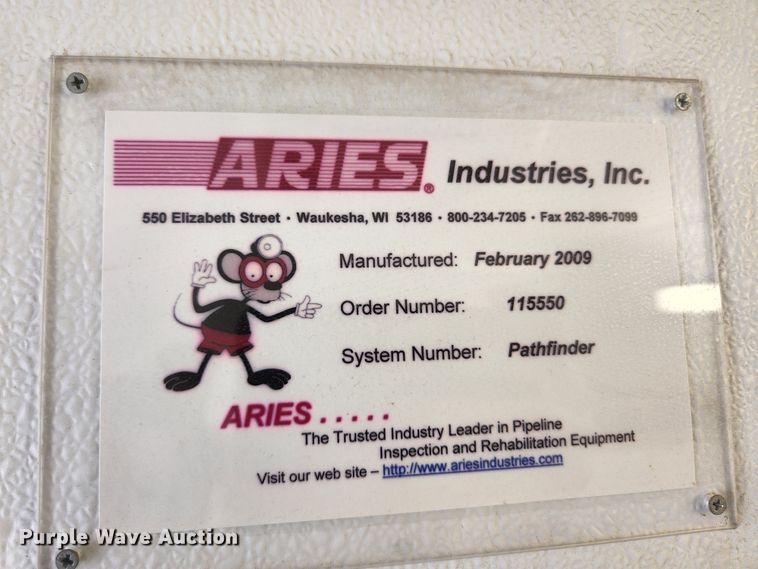 ARIES® Industries, Inc.
550 Elizabeth Street • Waukesha, WI 53186 • 800-234-7205 • Fax 262-896-7099
Manufactured: February 2009
Order Number: 115550
System Number: Pathfinder
ARIES . . . . .
The Trusted Industry Leader in Pipeline
Inspection and Rehabilitation Equipment
Visit our web site – http://www.ariesindustries.com
Purple Wave Auction